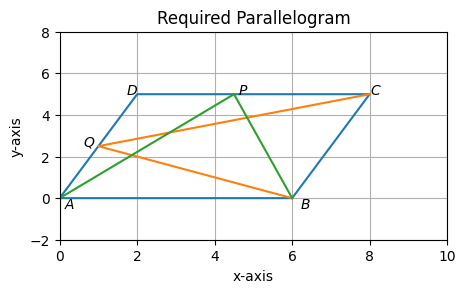 Required Parallelogram
y-axis
8
6
4
2
0
−2
D
P
C
Q
A
B
0 2 4 6 8 10
x-axis